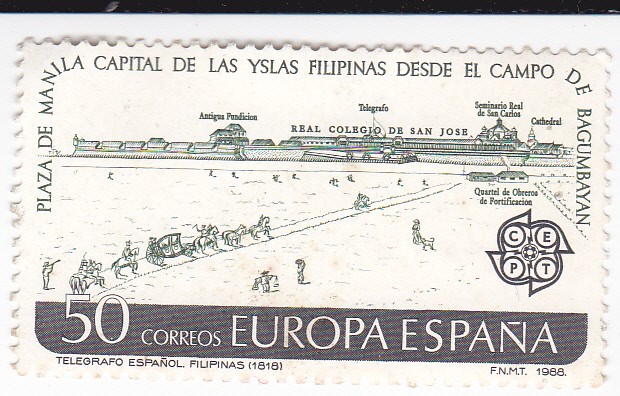 PLAZA DE MANILA CAPITAL DE LAS YSLAS FILIPINAS DESDE EL CAMPO DE BAGUMBAYAN.
Antigua Fundicion
Telegrafo
Seminario Real
de San Carlos
Cathedral
REAL COLEGIO DE SAN JOSE
Quartel de Obreros
de Fortificación
CEPT
50 CORREOS EUROPA ESPAÑA
TELEGRAFO ESPAÑOL. FILIPINAS (1818)
F.N.M.T. 1988.